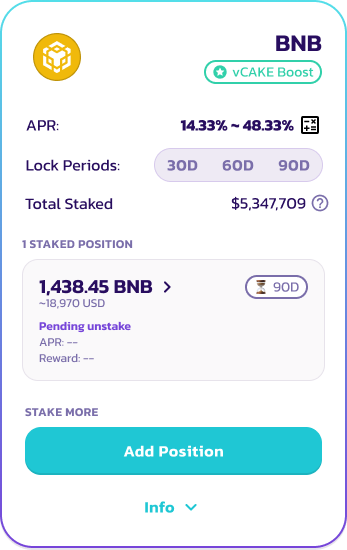 BNB
vCAKE Boost
APR: 14.33% ~ 48.33%
Lock Periods: 30D 60D 90D
Total Staked $5,347,709 ?
1 STAKED POSITION
1,438.45 BNB > 90D
~18,970 USD
Pending unstake
APR: --
Reward: --
STAKE MORE
Add Position
Info